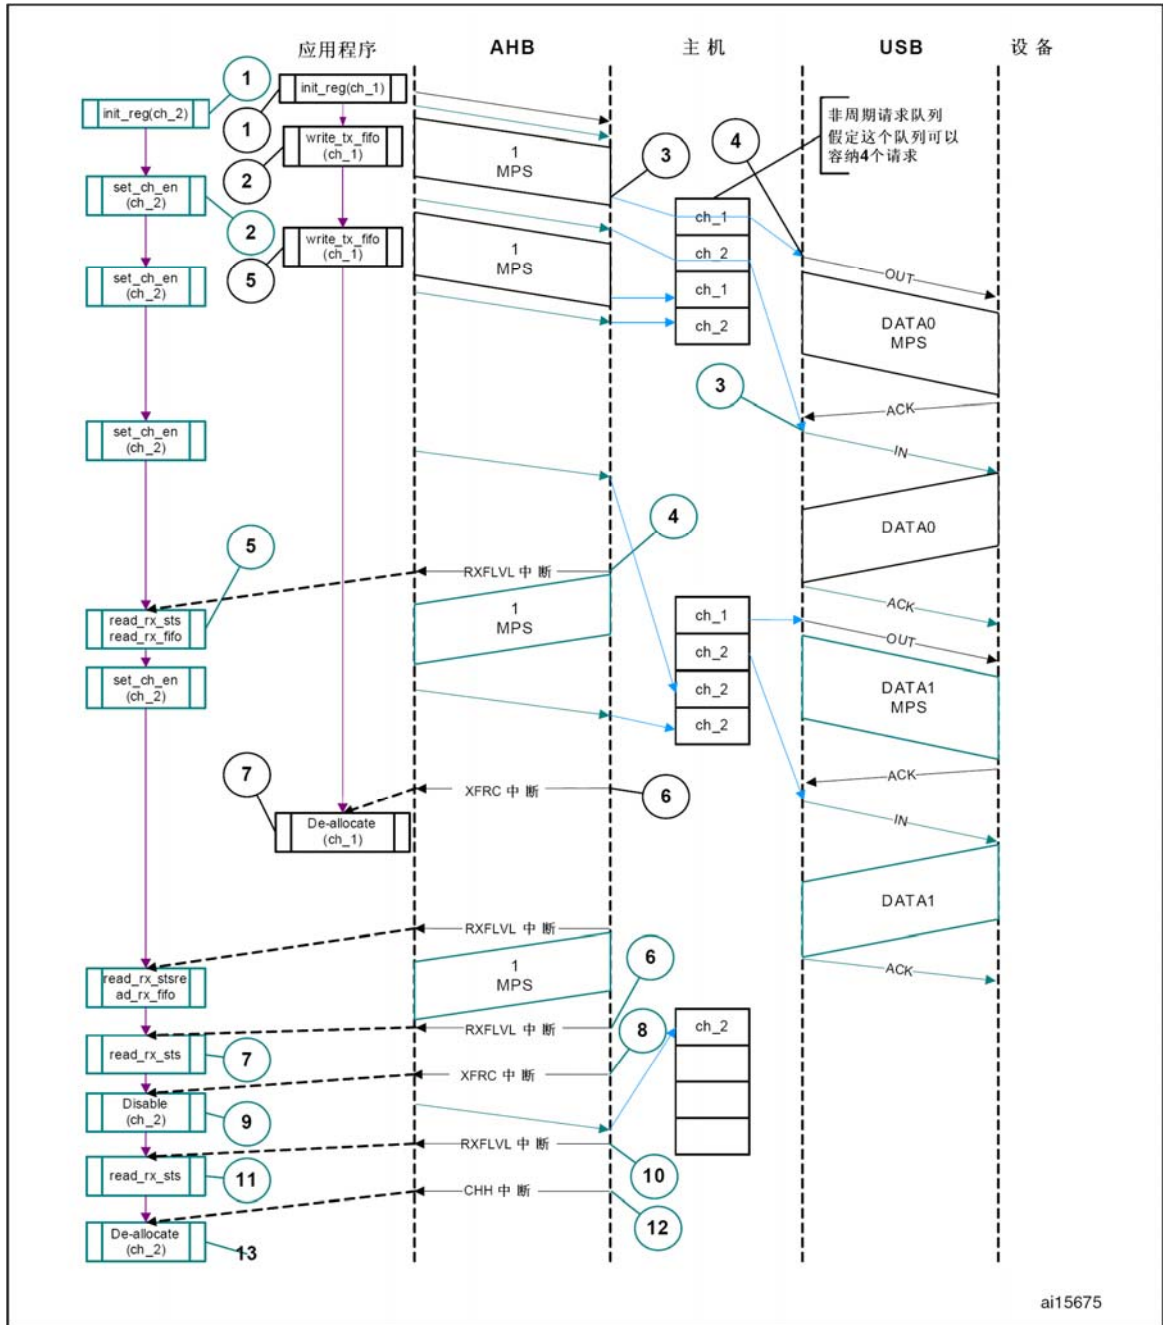 应用程序
AHB
主机
USB
设备
1
init_reg(ch_2)
init_reg(ch_1)
1
非周期请求队列
假定这个队列可以
容纳4个请求
write_tx_fifo
(ch_1)
2
1
MPS
3
4
set_ch_en
(ch_2)
2
ch_1
ch_2
ch_1
ch_2
write_tx_fifo
(ch_1)
5
1
MPS
OUT
set_ch_en
(ch_2)
DATA0
MPS
3
ACK
set_ch_en
(ch_2)
IN
DATA0
5
4
RXFLVL 中断
read_rx_sts
read_rx_fifo
1
MPS
ACK
ch_1
ch_2
ch_2
ch_2
OUT
set_ch_en
(ch_2)
DATA1
MPS
7
XFRC 中断
6
ACK
De-allocate
(ch_1)
IN
DATA1
RXFLVL 中断
read_rx_stsre
ad_rx_fifo
1
MPS
6
ACK
RXFLVL 中断
8
ch_2
read_rx_sts
7
XFRC 中断
Disable
(ch_2)
9
RXFLVL 中断
10
read_rx_sts
11
CHH 中断
12
De-allocate
(ch_2)
13
ai15675